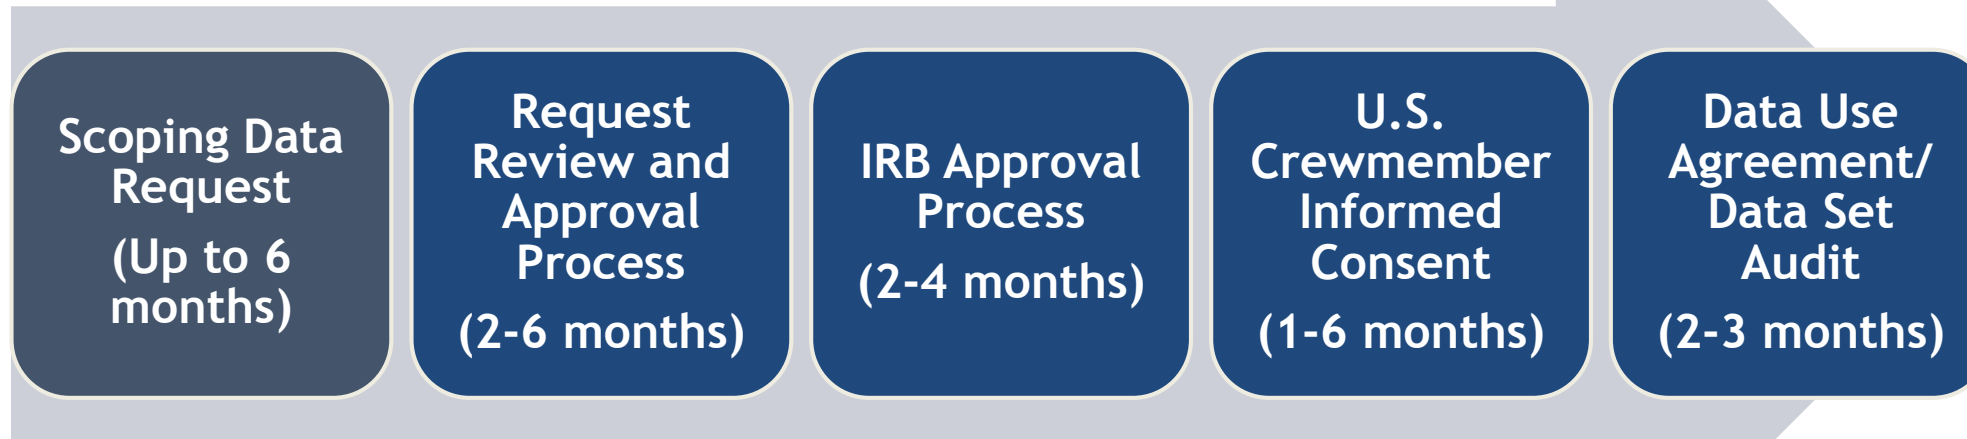 Scoping Data
Request
(Up to 6
months)
Request
Review and
Approval
Process
(2-6 months)
IRB Approval
Process
(2-4 months)
U.S.
Crewmember
Informed
Consent
(1-6 months)
Data Use
Agreement/
Data Set
Audit
(2-3 months)